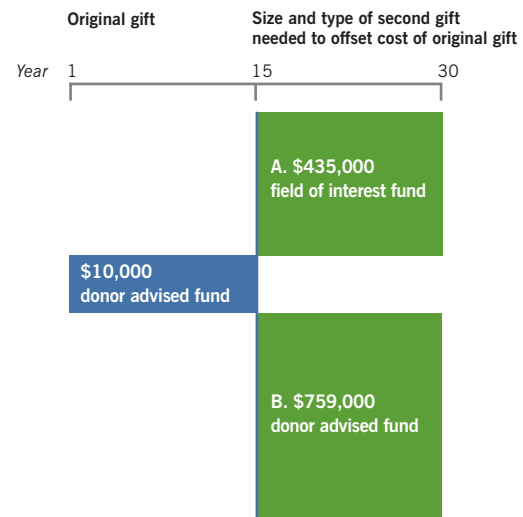 Original gift
Size and type of second gift
needed to offset cost of original gift
Year 1 15 30
A. $435,000
field of interest fund
$10,000
donor advised fund
B. $759,000
donor advised fund